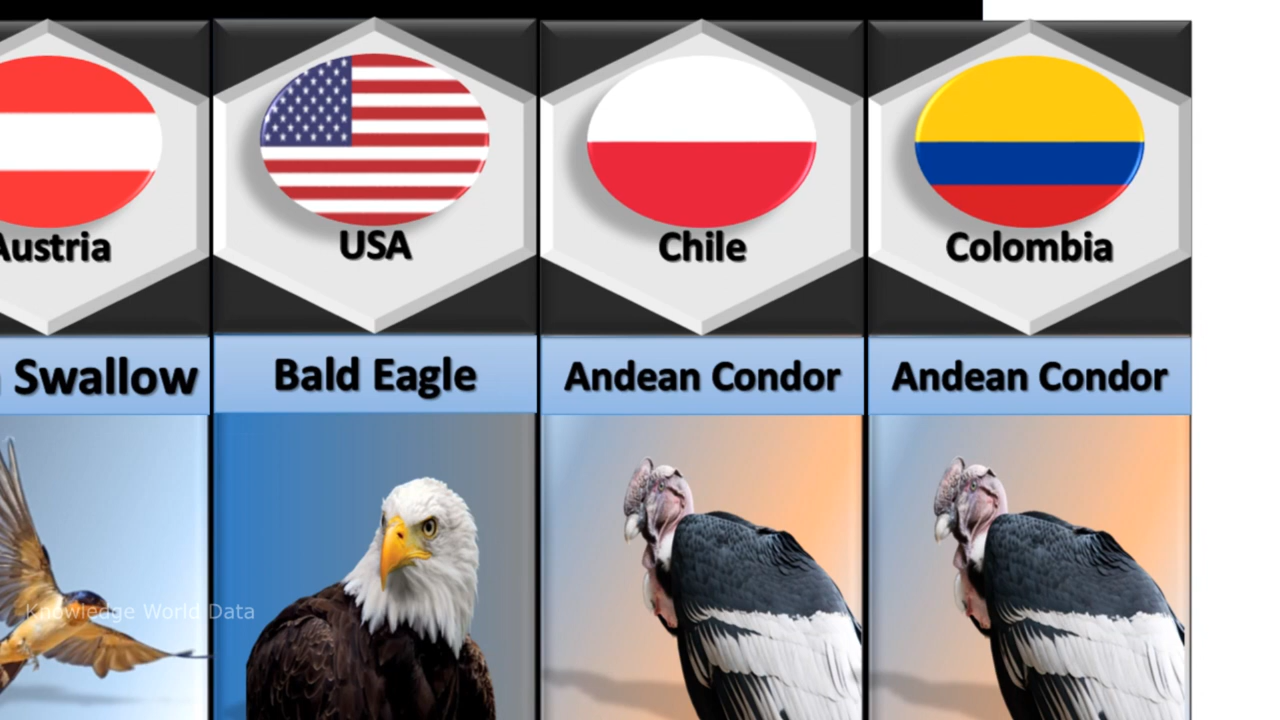 Austria
USA
Chile
Colombia
Swallow
Bald Eagle
Andean Condor
Andean Condor
Knowledge World Data